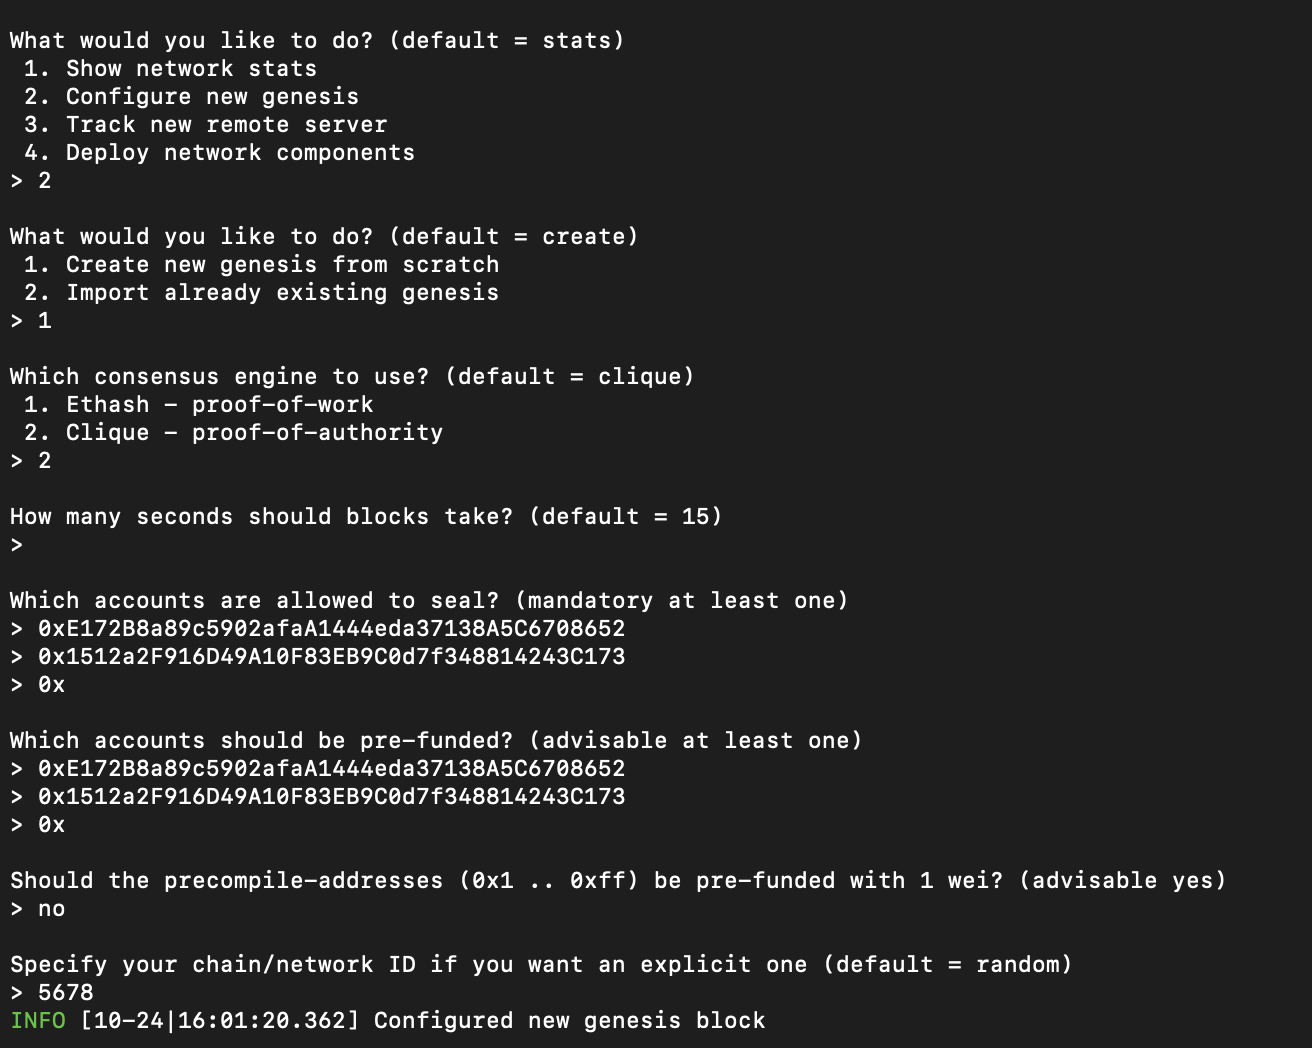 What would you like to do? (default = stats)
1. Show network stats
2. Configure new genesis
3. Track new remote server
4. Deploy network components
> 2
What would you like to do? (default = create)
1. Create new genesis from scratch
2. Import already existing genesis
> 1
Which consensus engine to use? (default = clique)
1. Ethash - proof-of-work
2. Clique - proof-of-authority
> 2
How many seconds should blocks take? (default = 15)
>
Which accounts are allowed to seal? (mandatory at least one)
> 0xE172B8a89c5902afaA1444eda37138A5C6708652
> 0x1512a2F916D49A10F83EB9C0d7f348814243C173
> 0x
Which accounts should be pre-funded? (advisable at least one)
> 0xE172B8a89c5902afaA1444eda37138A5C6708652
> 0x1512a2F916D49A10F83EB9C0d7f348814243C173
> 0x
Should the precompile-addresses (0x1 .. 0xff) be pre-funded with 1 wei? (advisable yes)
> no
Specify your chain/network ID if you want an explicit one (default = random)
> 5678
INFO [10-24|16:01:20.362] Configured new genesis block